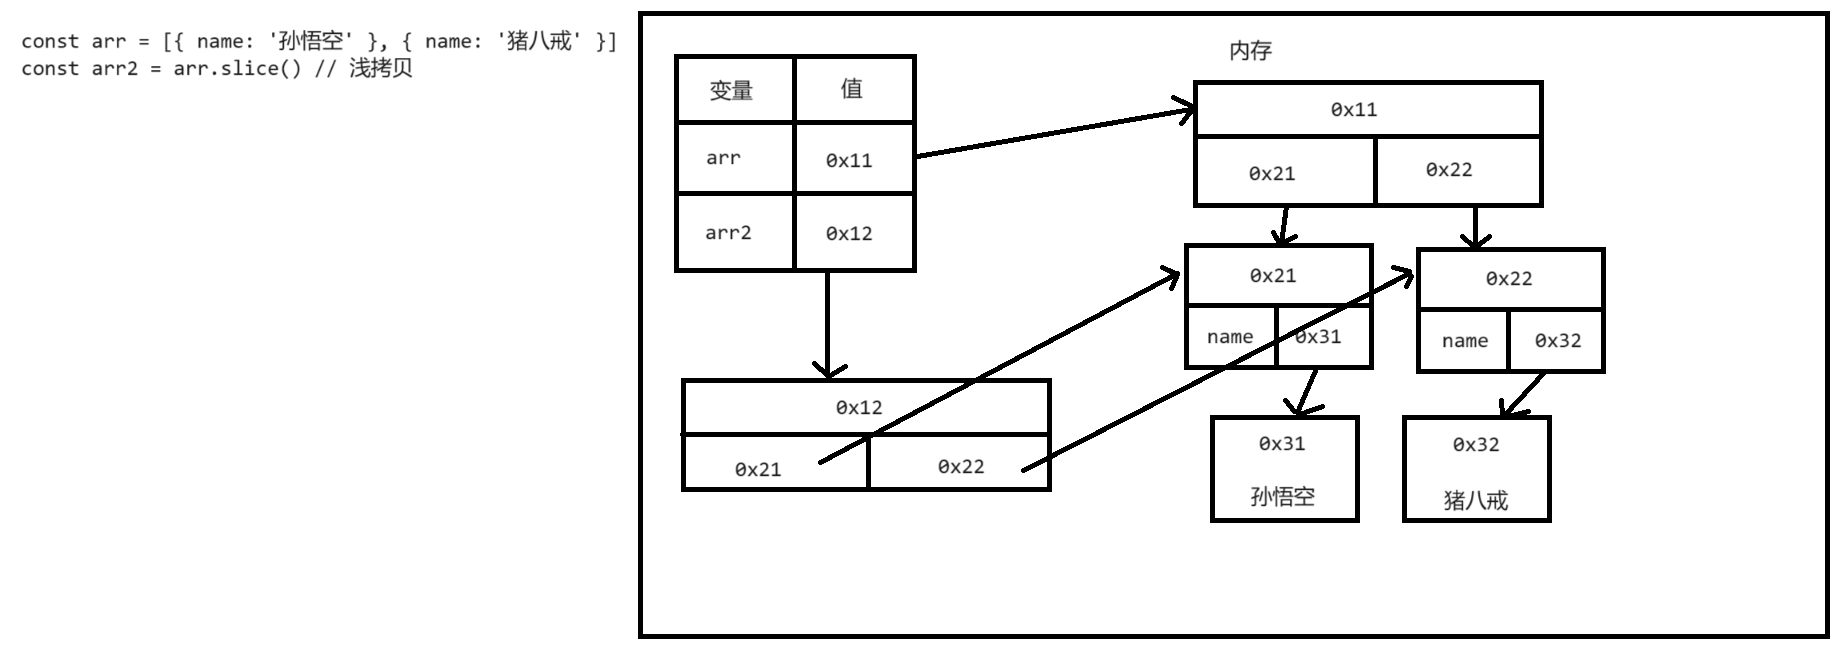 const arr = [{ name: '孙悟空' }, { name: '猪八戒' }]
const arr2 = arr.slice() // 浅拷贝
内存
变量 值
arr 0x11
arr2 0x12
0x11
0x21 0x22
0x21
name 0x31
0x22
name 0x32
0x12
0x21 0x22
0x31
孙悟空
0x32
猪八戒